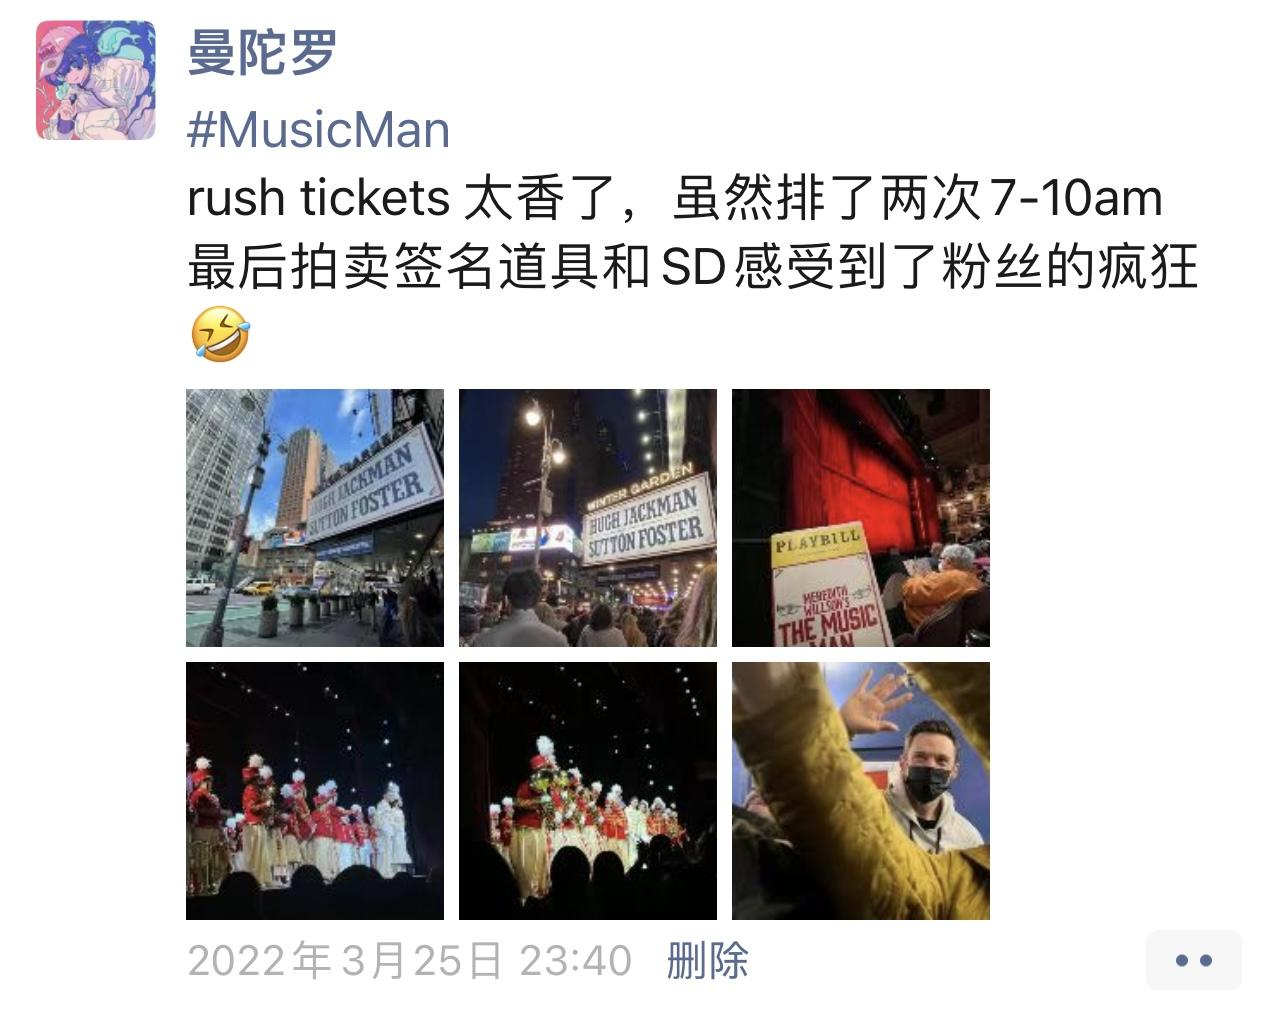 曼陀罗
#MusicMan
rush tickets 太香了，虽然排了两次7-10am
最后拍卖签名道具和SD感受到了粉丝的疯狂
🤣
HUGH JACKMAN
SUTTON FOSTER
WINTER GARDEN
HUGH JACKMAN
SUTTON FOSTER
PLAYBILL
MEREDITH
WILLSON'S
THE MUSIC
MAN
2022年3月25日 23:40 删除